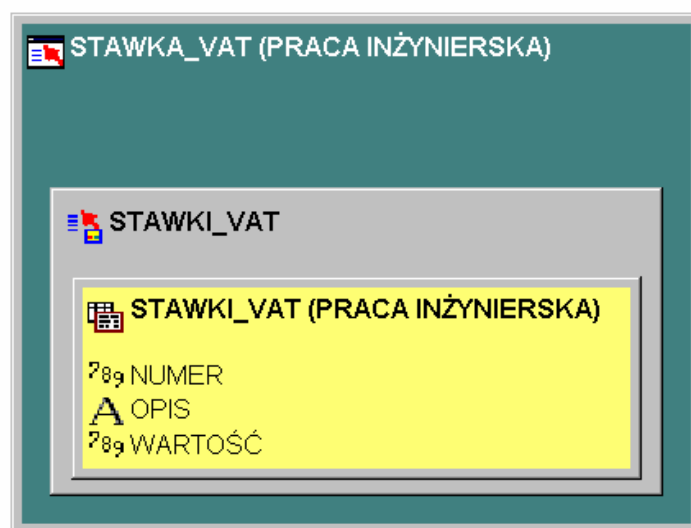 STAWKA_VAT (PRACA INŻYNIERSKA)
STAWKI_VAT
STAWKI_VAT (PRACA INŻYNIERSKA)
789 NUMER
A OPIS
789 WARTOŚĆ